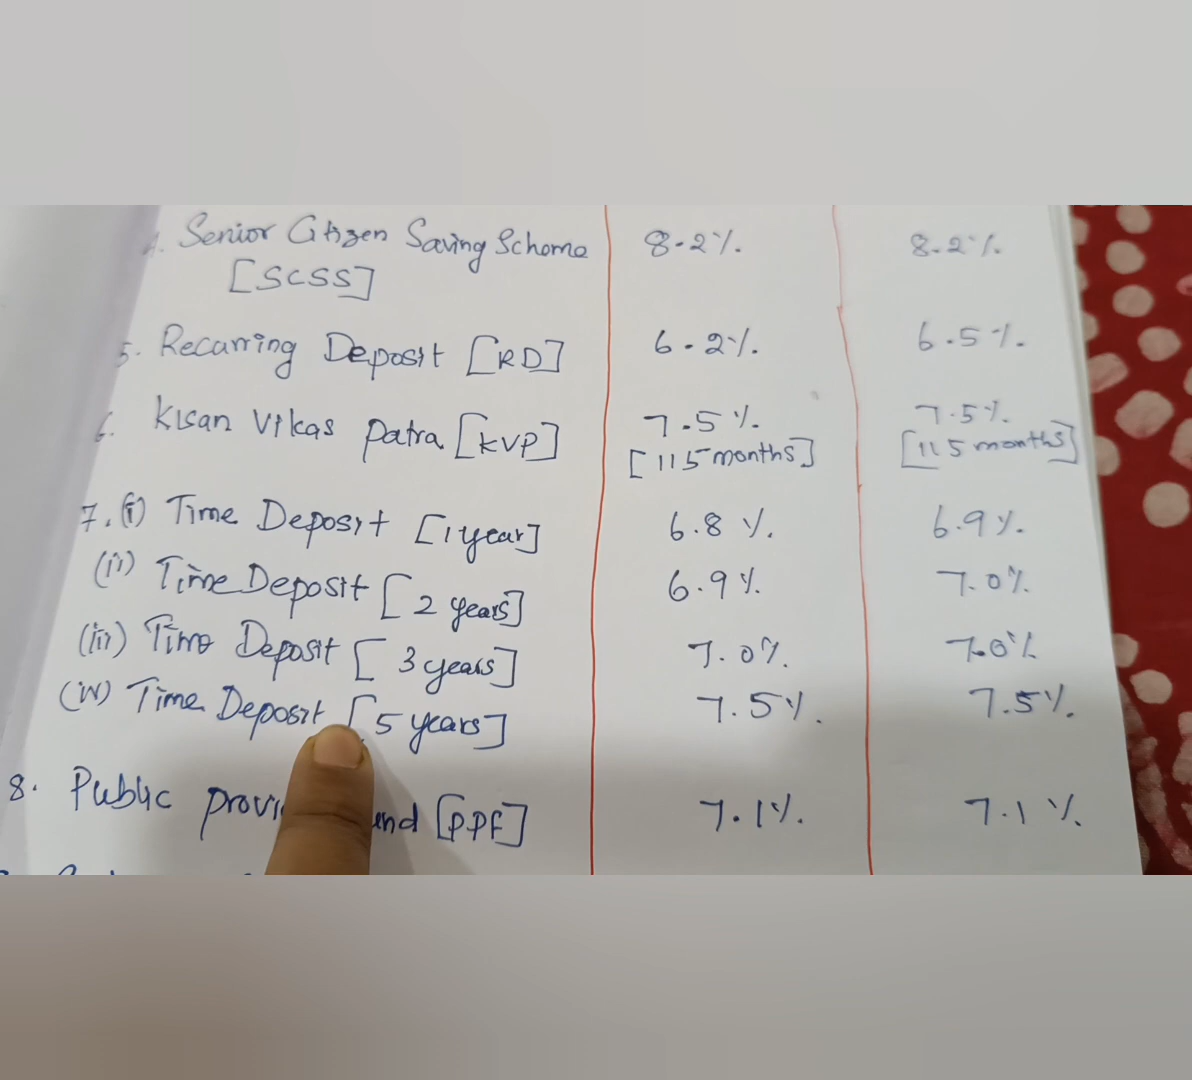 4. Senior Citizen Saving Scheme 8.2% 8.2%
[SCSS]
5. Recurring Deposit [RD] 6.2% 6.5%
6. Kisan Vikas Patra [KVP] 7.5% 7.5%
[115 months] [115 months]
7. (i) Time Deposit [1 year] 6.8% 6.9%
(ii) Time Deposit [2 years] 6.9% 7.0%
(iii) Time Deposit [3 years] 7.0% 7.0%
(iv) Time Deposit [5 years] 7.5% 7.5%
8. Public [PPF] 7.1% 7.1%